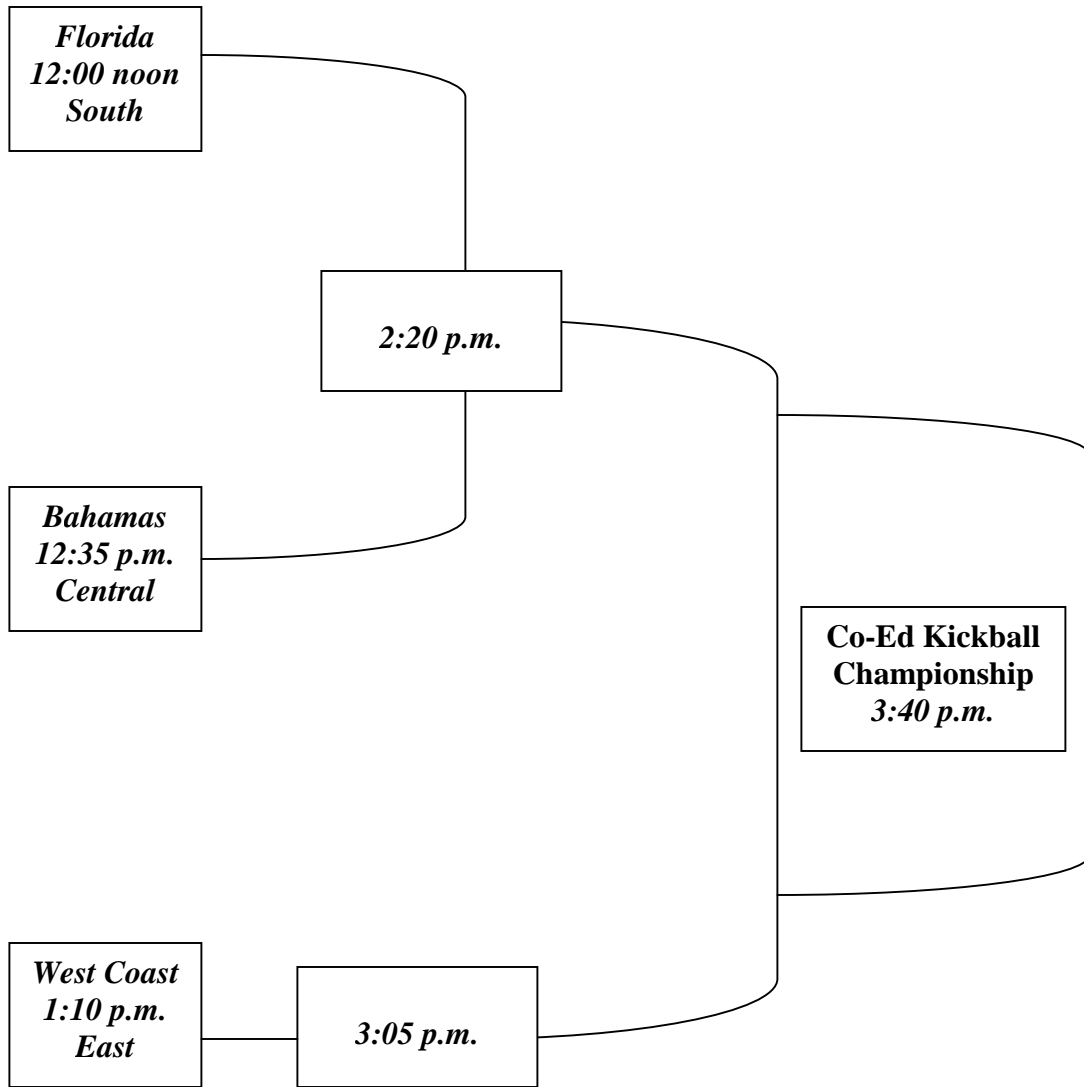 Florida
12:00 noon
South
2:20 p.m.
Bahamas
12:35 p.m.
Central
Co-Ed Kickball
Championship
3:40 p.m.
West Coast
1:10 p.m.
East
3:05 p.m.